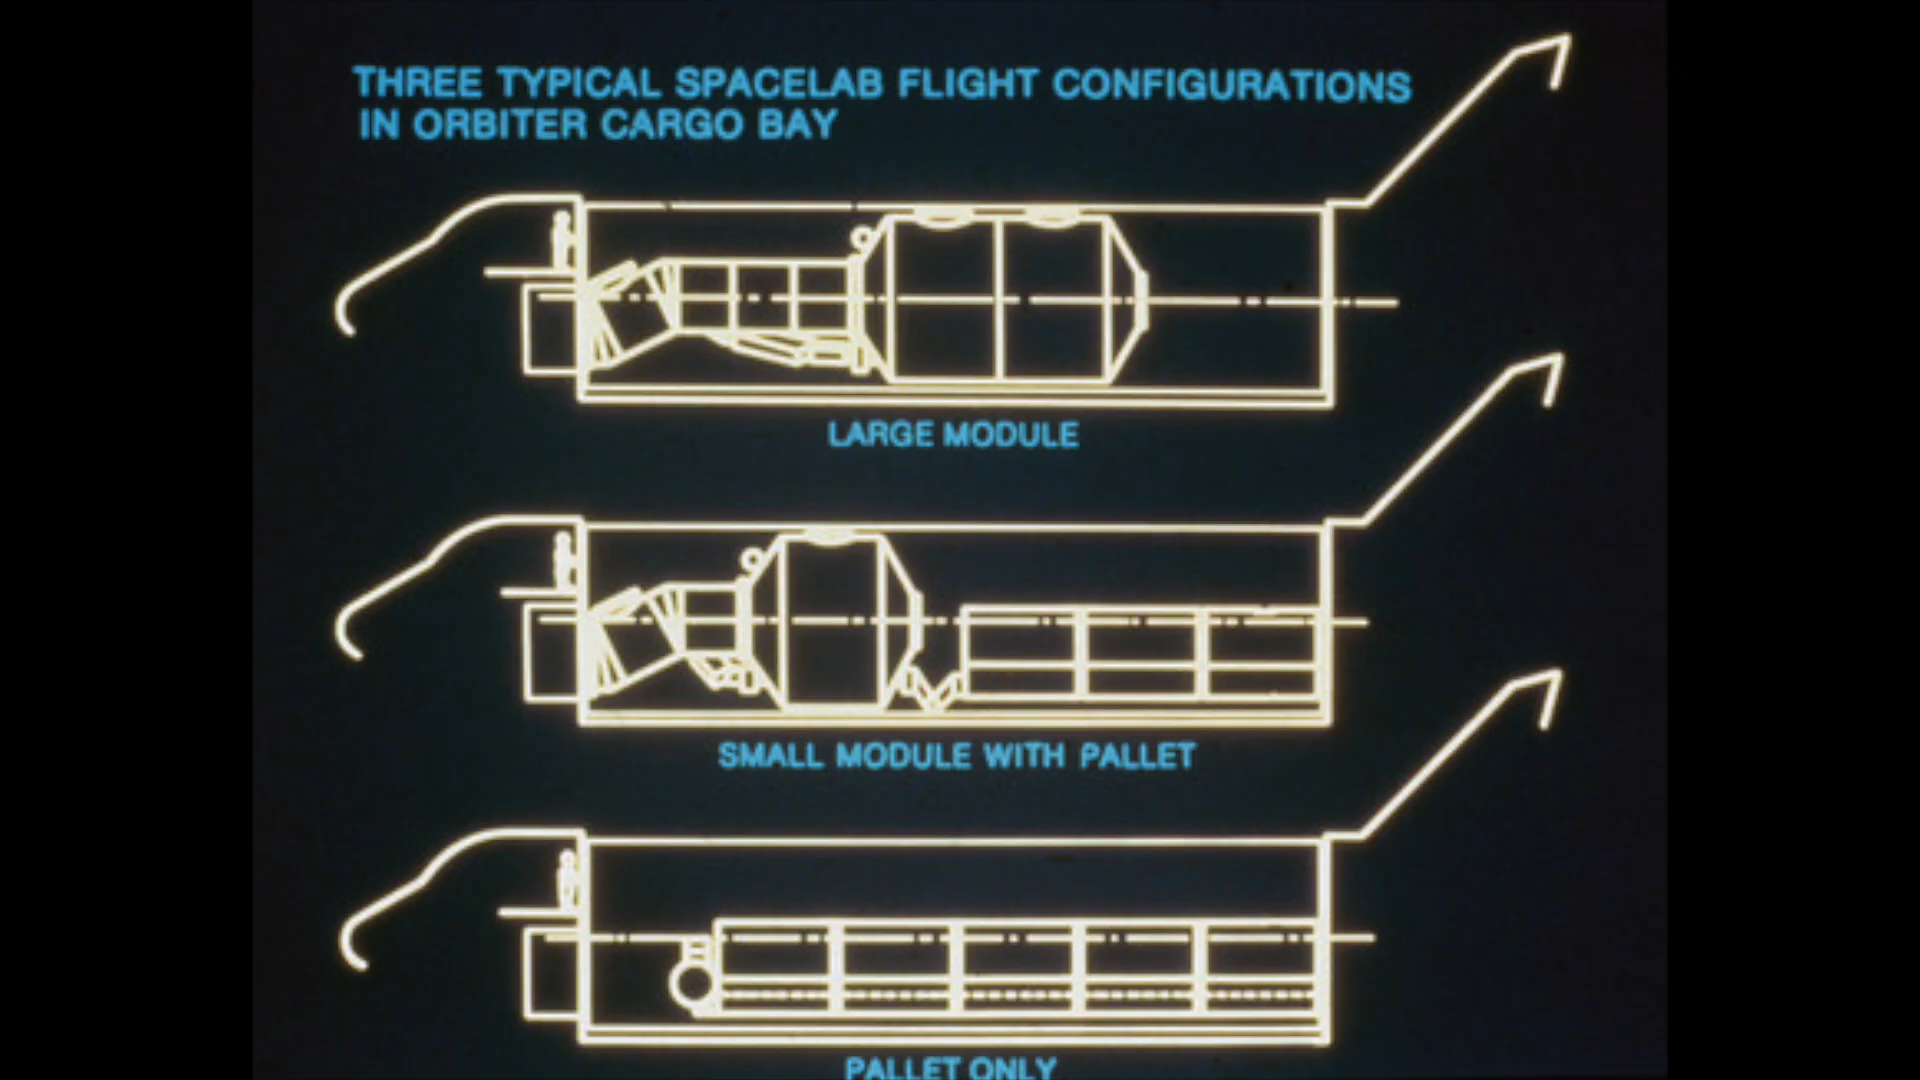 THREE TYPICAL SPACELAB FLIGHT CONFIGURATIONS
IN ORBITER CARGO BAY
LARGE MODULE
SMALL MODULE WITH PALLET
PALLET ONLY